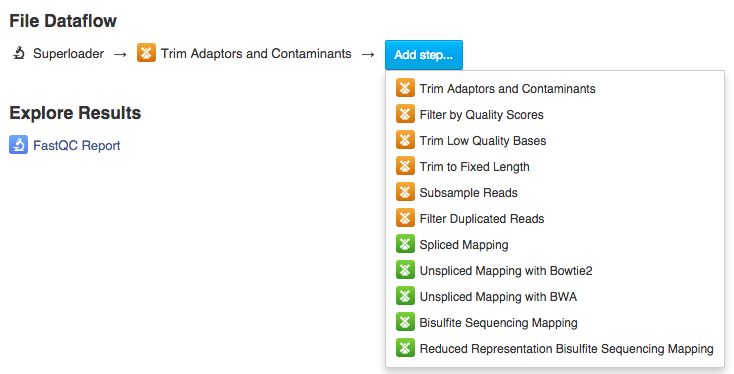 File Dataflow
Superloader → Trim Adaptors and Contaminants → Add step...
Trim Adaptors and Contaminants
Filter by Quality Scores
Trim Low Quality Bases
Trim to Fixed Length
Subsample Reads
Filter Duplicated Reads
Spliced Mapping
Unspliced Mapping with Bowtie2
Unspliced Mapping with BWA
Bisulfite Sequencing Mapping
Reduced Representation Bisulfite Sequencing Mapping
Explore Results
FastQC Report